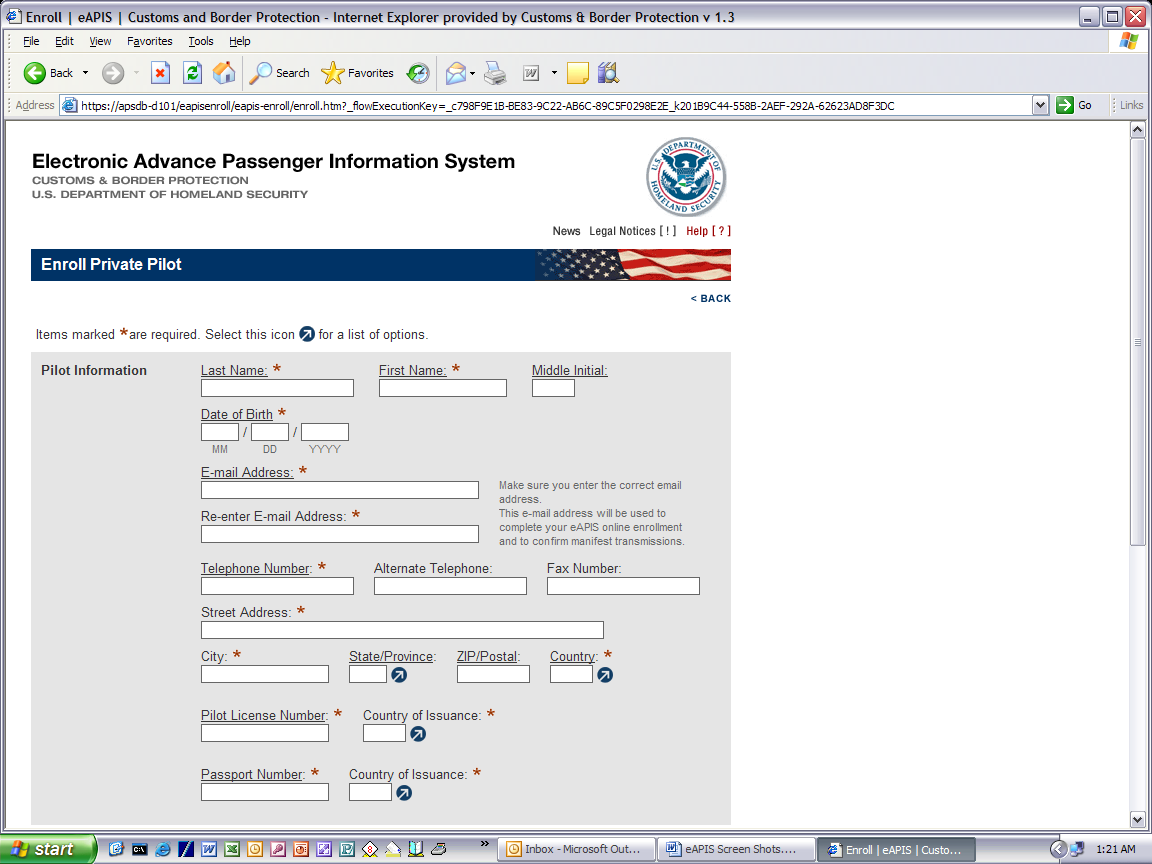 Enroll | eAPIS | Customs and Border Protection - Internet Explorer provided by Customs & Border Protection v 1.3
File Edit View Favorites Tools Help
Back Search Favorites
Address https://apsdb-d101/eapisenroll/eapis-enroll/enroll.htm?_flowExecutionKey=_c798F9E1B-BE83-9C22-AB6C-89C5F0298E2E_k201B9C44-558B-2AEF-292A-62623AD8F3DC Go Links
Electronic Advance Passenger Information System
CUSTOMS & BORDER PROTECTION
U.S. DEPARTMENT OF HOMELAND SECURITY
U.S. DEPARTMENT OF HOMELAND SECURITY
News Legal Notices [ ! ] Help [ ? ]
Enroll Private Pilot
< BACK
Items marked * are required. Select this icon for a list of options.
Pilot Information Last Name: * First Name: * Middle Initial:
Date of Birth *
/ /
MM DD YYYY
E-mail Address: *
Make sure you enter the correct email
address.
This e-mail address will be used to
complete your eAPIS online enrollment
and to confirm manifest transmissions.
Re-enter E-mail Address: *
Telephone Number: * Alternate Telephone: Fax Number:
Street Address: *
City: * State/Province: ZIP/Postal: Country: *
Pilot License Number: * Country of Issuance: *
Passport Number: * Country of Issuance: *
start » Inbox - Microsoft Out... eAPIS Screen Shots.... Enroll | eAPIS | Custo... 1:21 AM